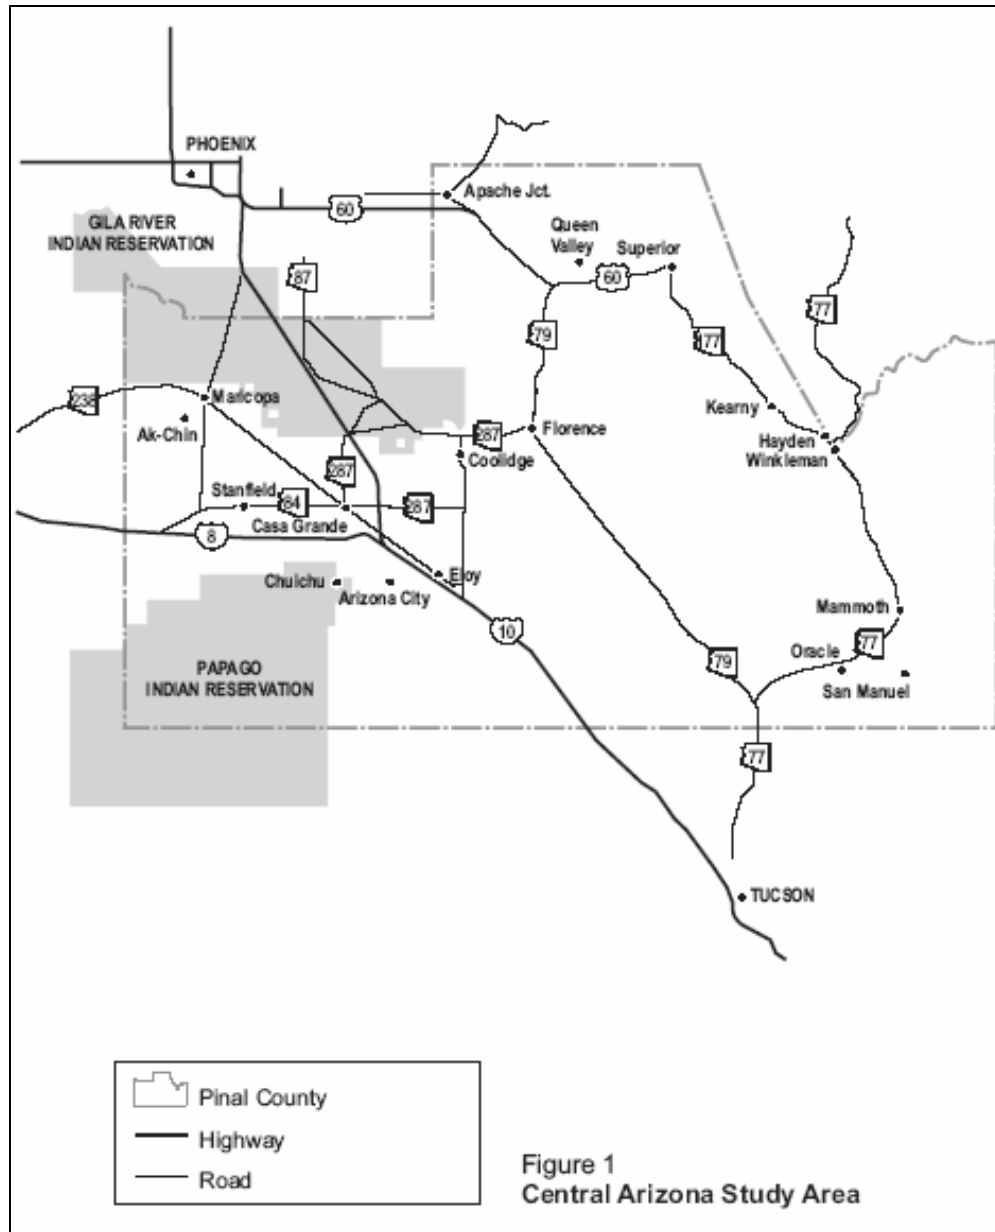 PHOENIX
Apache Jct.
60
GILA RIVER
INDIAN RESERVATION
Queen
Valley
Superior
87
60
77
79
77
238
Maricopa
Kearny
Ak-Chin
287
Florence
Hayden
Coolidge
Winkleman
287
Stanfield
84
287
Casa Grande
8
Eloy
Chuichu
Arizona City
Mammoth
10
77
Oracle
79
PAPAGO
INDIAN RESERVATION
San Manuel
77
TUCSON
Pinal County
Highway
Road
Figure 1
Central Arizona Study Area